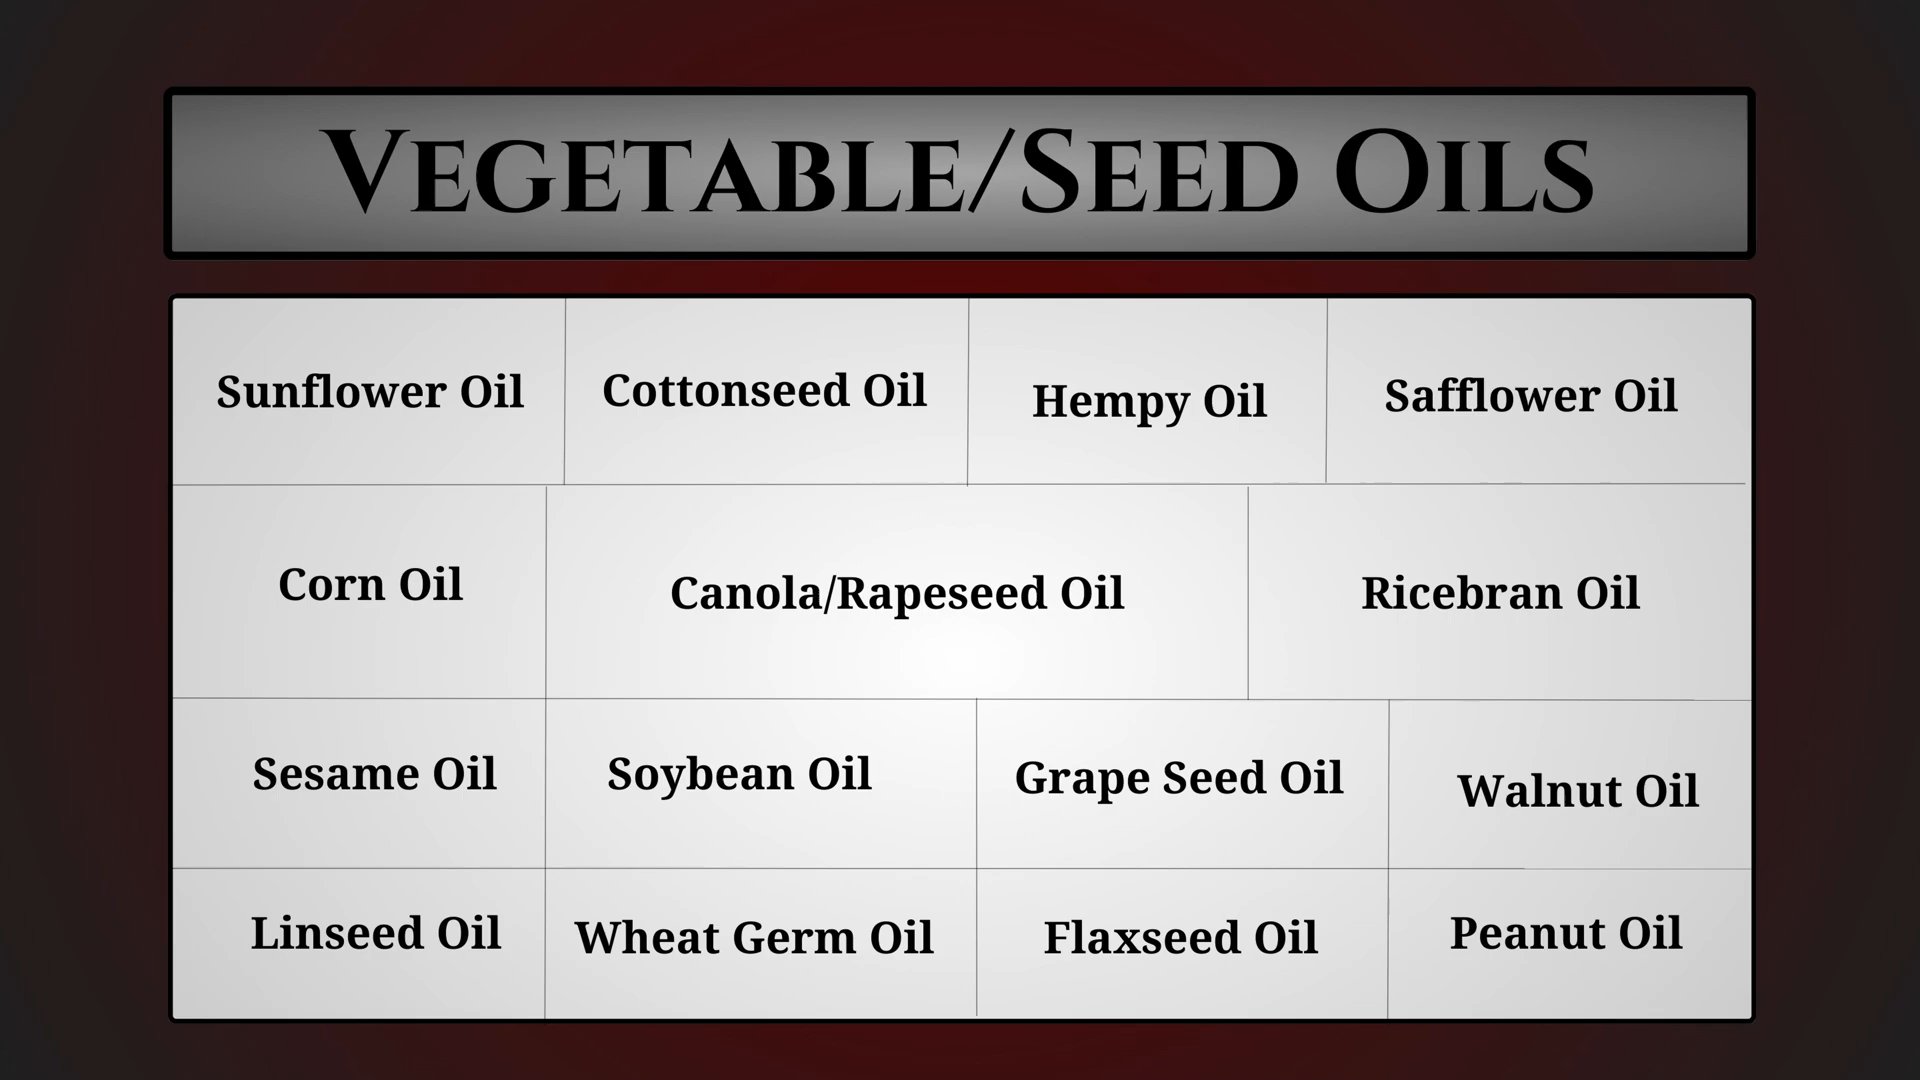 Vegetable/Seed Oils
Sunflower Oil
Cottonseed Oil
Hempy Oil
Safflower Oil
Corn Oil
Canola/Rapeseed Oil
Ricebran Oil
Sesame Oil
Soybean Oil
Grape Seed Oil
Walnut Oil
Linseed Oil
Wheat Germ Oil
Flaxseed Oil
Peanut Oil